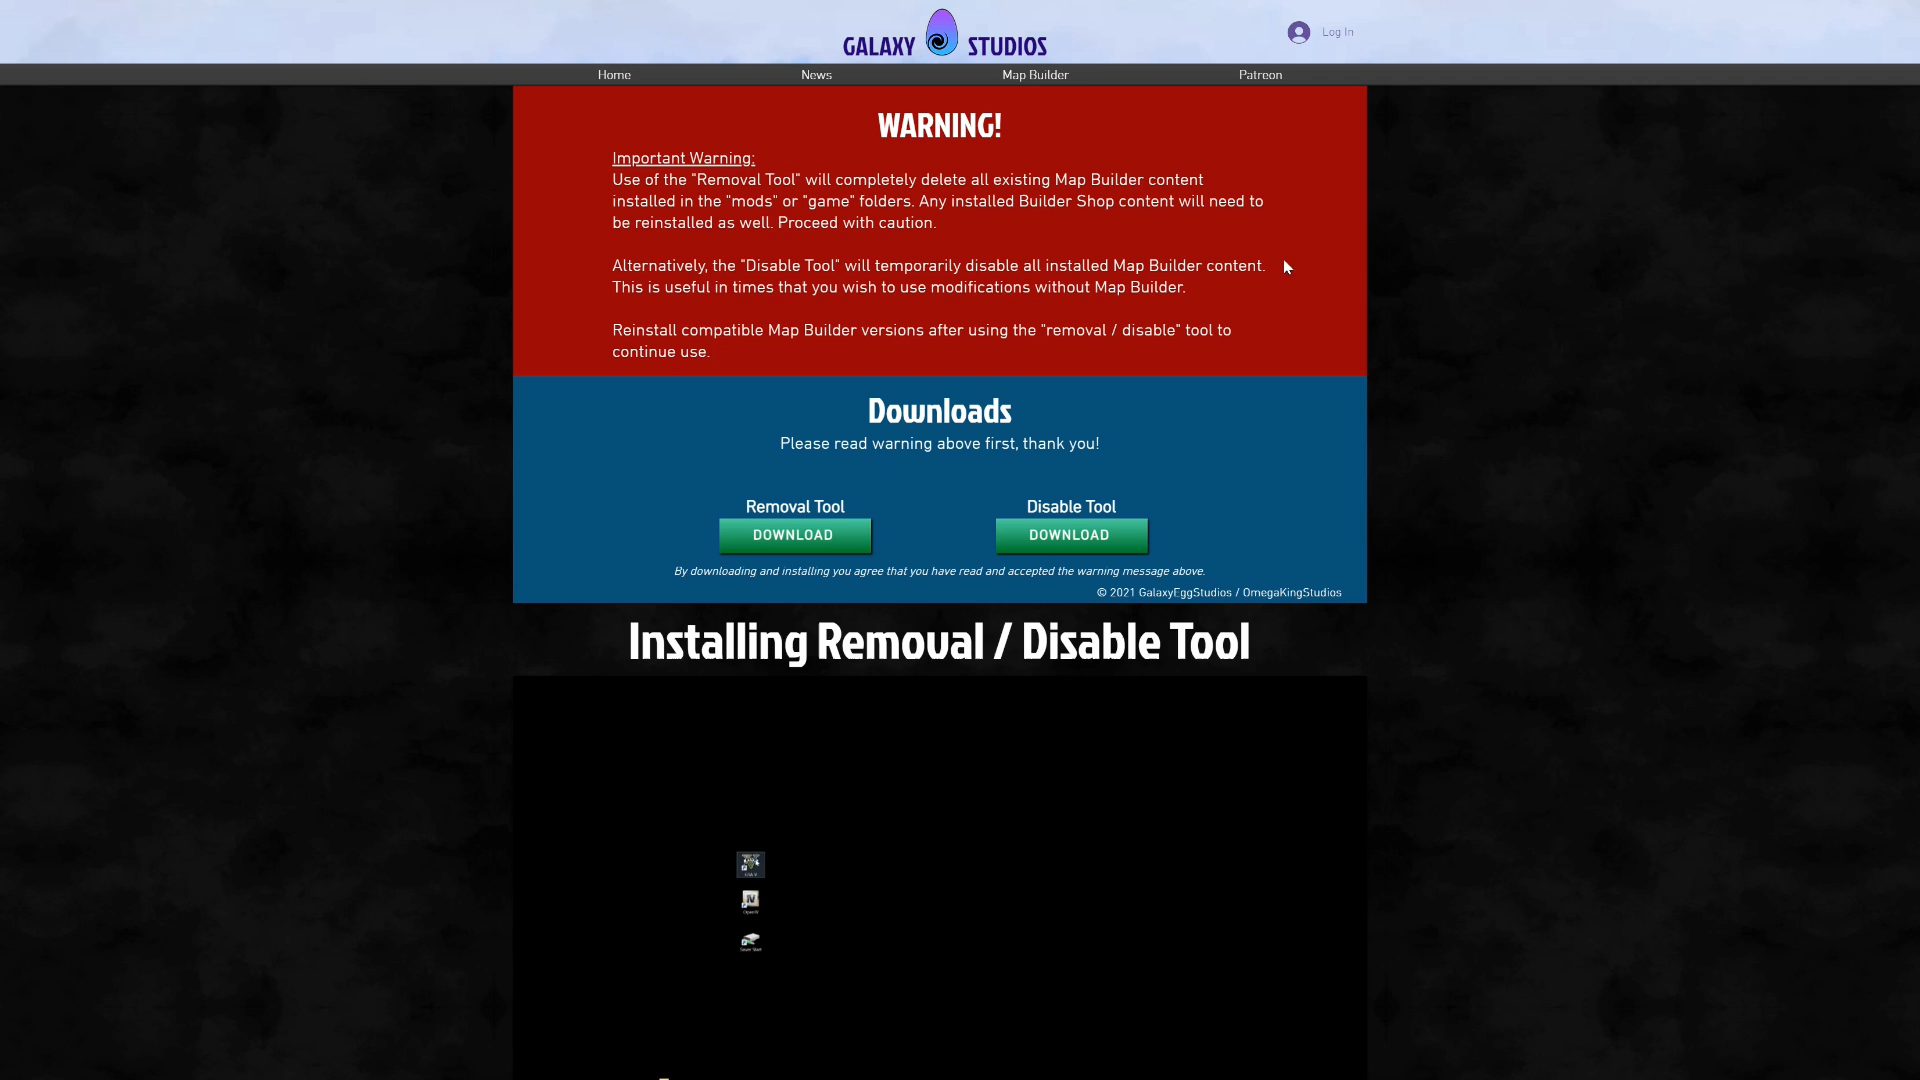 GALAXY STUDIOS
Log In
Home News Map Builder Patreon
WARNING!
Important Warning:
Use of the "Removal Tool" will completely delete all existing Map Builder content
installed in the "mods" or "game" folders. Any installed Builder Shop content will need to
be reinstalled as well. Proceed with caution.
Alternatively, the "Disable Tool" will temporarily disable all installed Map Builder content.
This is useful in times that you wish to use modifications without Map Builder.
Reinstall compatible Map Builder versions after using the "removal / disable" tool to
continue use.
Downloads
Please read warning above first, thank you!
Removal Tool Disable Tool
DOWNLOAD DOWNLOAD
By downloading and installing you agree that you have read and accepted the warning message above.
© 2021 GalaxyEggStudios / OmegaKingStudios
Installing Removal / Disable Tool
OpenIV